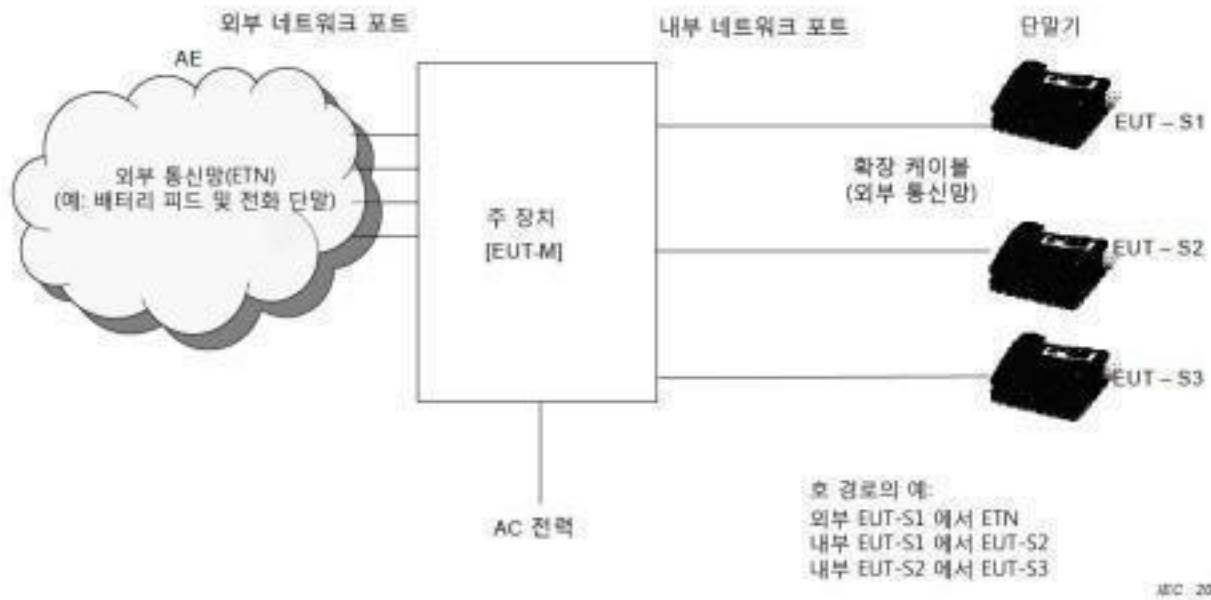 외부 네트워크 포트
내부 네트워크 포트
단말기
AE
EUT – S1
외부 통신망(ETN)
(예: 배터리 피드 및 전화 단말)
확장 케이볼
(외부 통신망)
주 장치
[EUT-M]
EUT – S2
EUT – S3
AC 전력
호 경로의 예:
외부 EUT-S1 에서 ETN
내부 EUT-S1 에서 EUT-S2
내부 EUT-S2 에서 EUT-S3
IEC 20